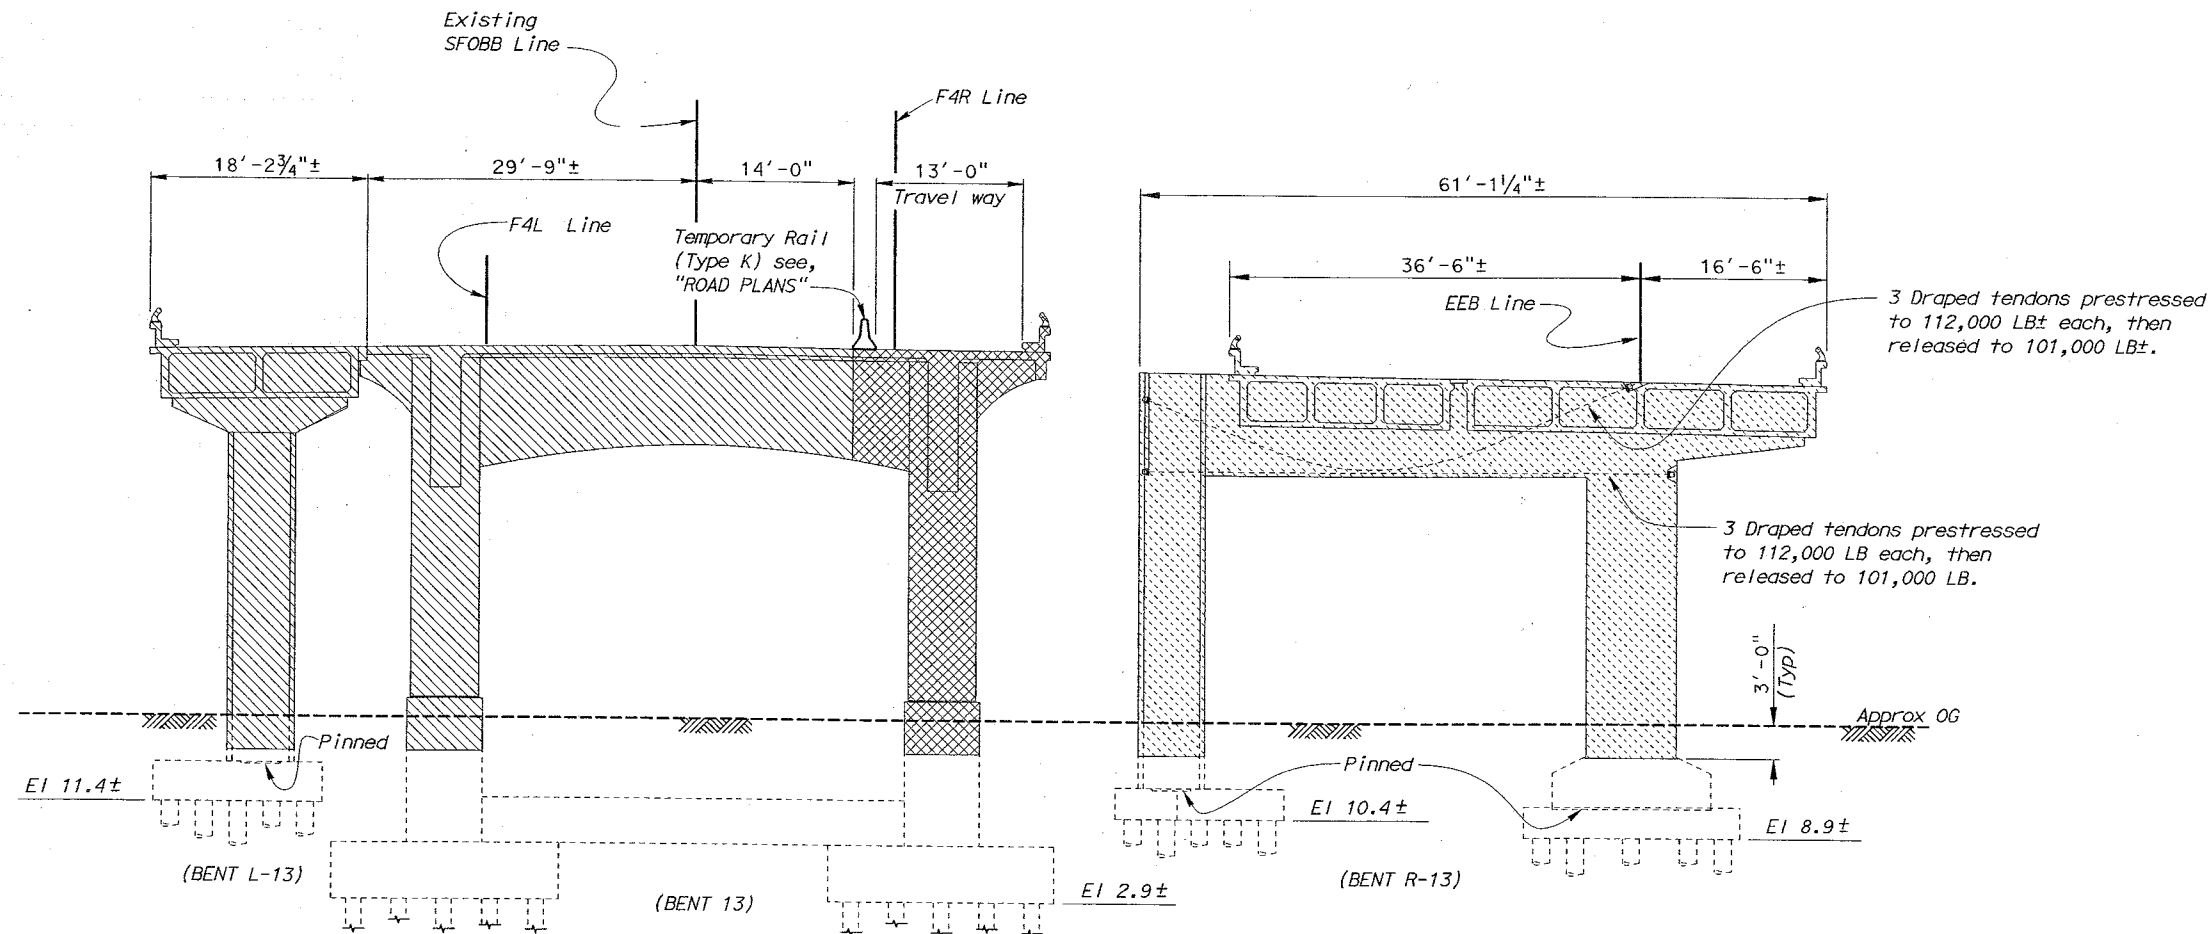 Existing
SFOBB Line
F4R Line
18'-2¾"±
29'-9"±
14'-0"
13'-0"
Travel way
61'-1¼"±
F4L Line
Temporary Rail
(Type K) see,
"ROAD PLANS"
36'-6"±
16'-6"±
EEB Line
3 Draped tendons prestressed
to 112,000 LB± each, then
released to 101,000 LB±.
3 Draped tendons prestressed
to 112,000 LB each, then
released to 101,000 LB.
3'-0"
(Typ)
Approx OG
Pinned
Pinned
El 11.4±
El 10.4±
El 8.9±
(BENT L-13)
(BENT 13)
El 2.9±
(BENT R-13)